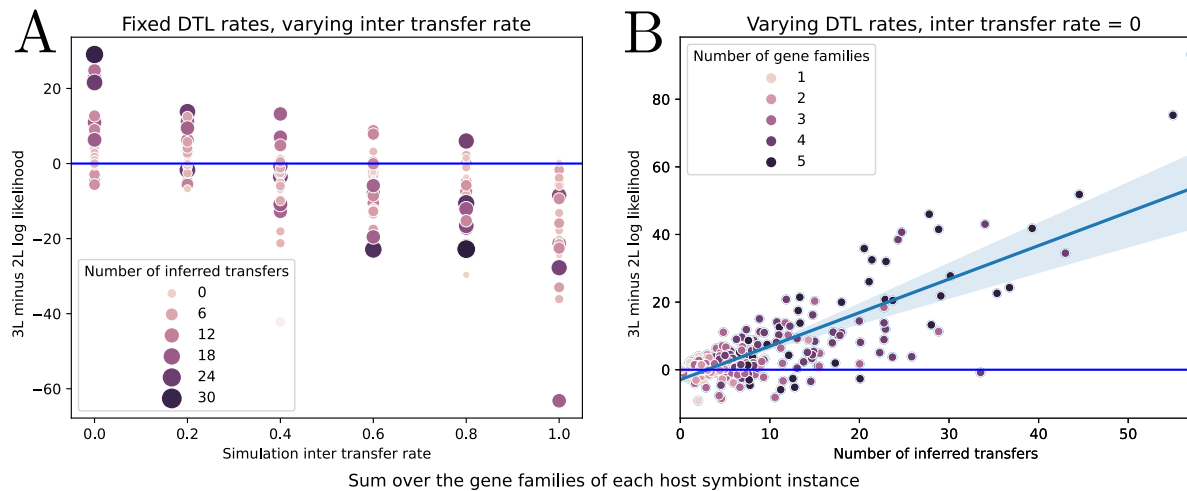 A
Fixed DTL rates, varying inter transfer rate
3L minus 2L log likelihood
20
0
−20
−40
−60
Number of inferred transfers
0
6
12
18
24
30
0.0 0.2 0.4 0.6 0.8 1.0
Simulation inter transfer rate
B
Varying DTL rates, inter transfer rate = 0
3L minus 2L log likelihood
80
60
40
20
0
Number of gene families
1
2
3
4
5
0 10 20 30 40 50
Number of inferred transfers
Sum over the gene families of each host symbiont instance